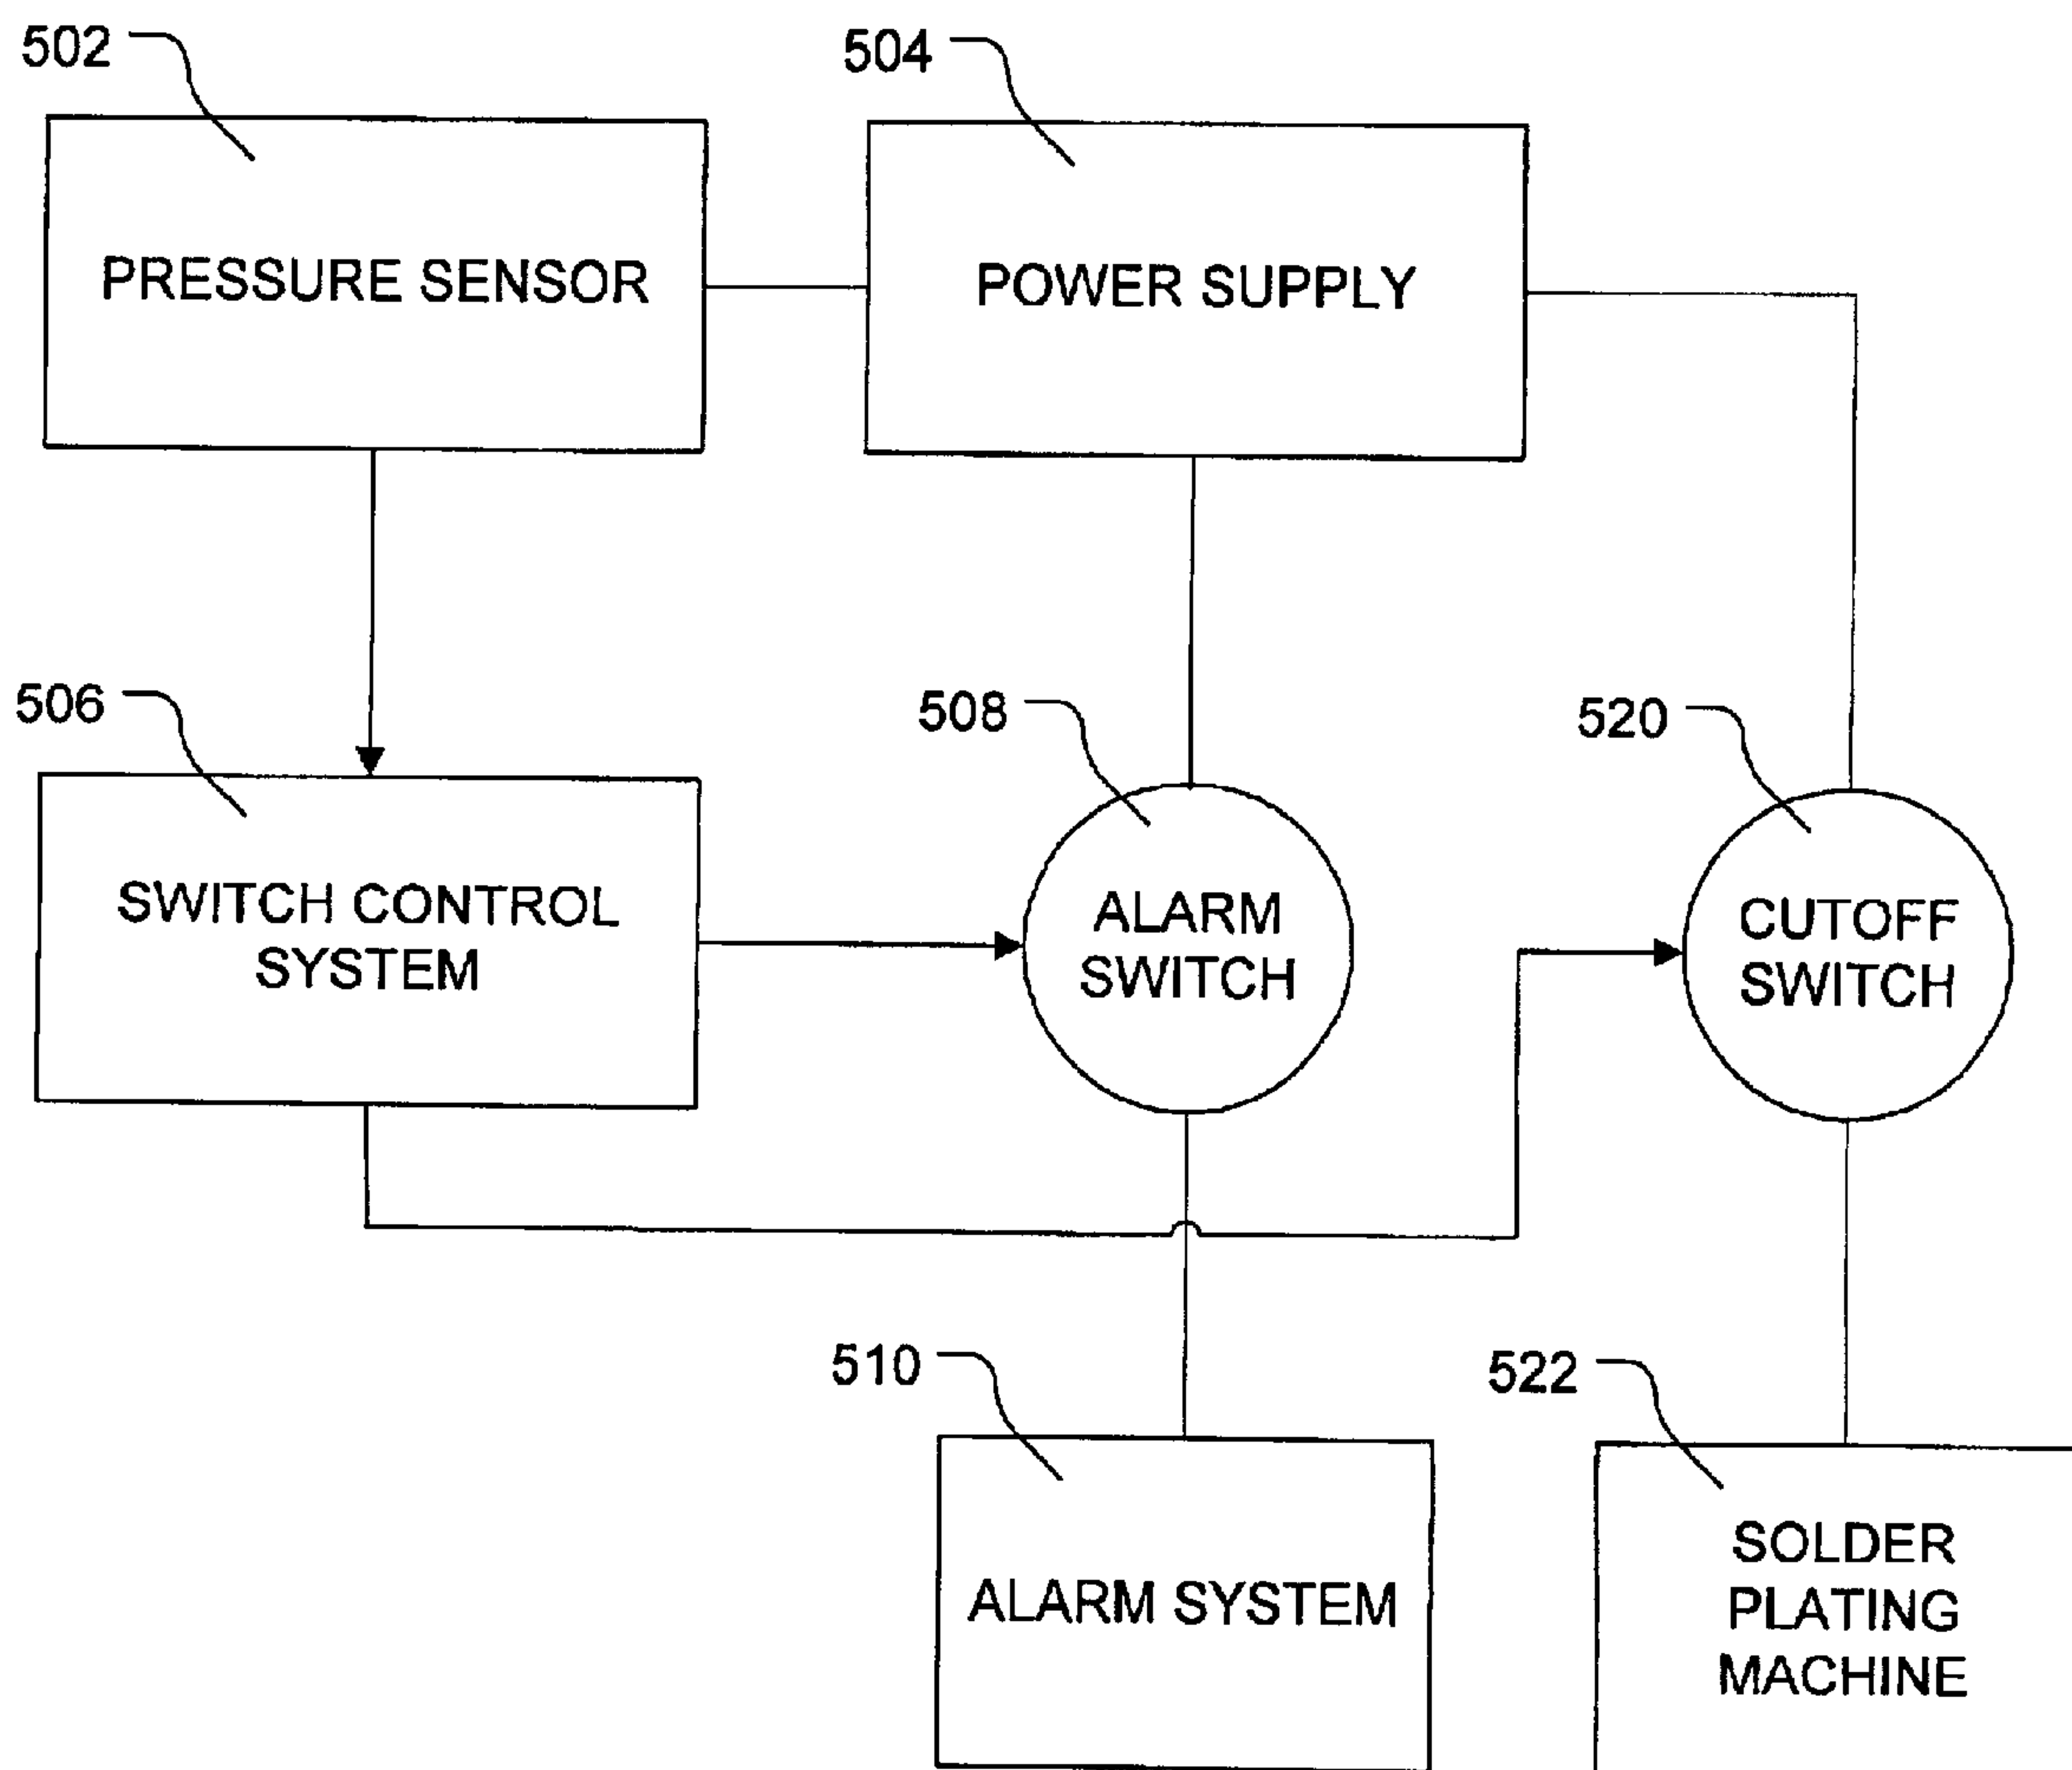 502
504
PRESSURE SENSOR
POWER SUPPLY
506
508
520
SWITCH CONTROL
SYSTEM
ALARM
SWITCH
CUTOFF
SWITCH
510
522
ALARM SYSTEM
SOLDER
PLATING
MACHINE